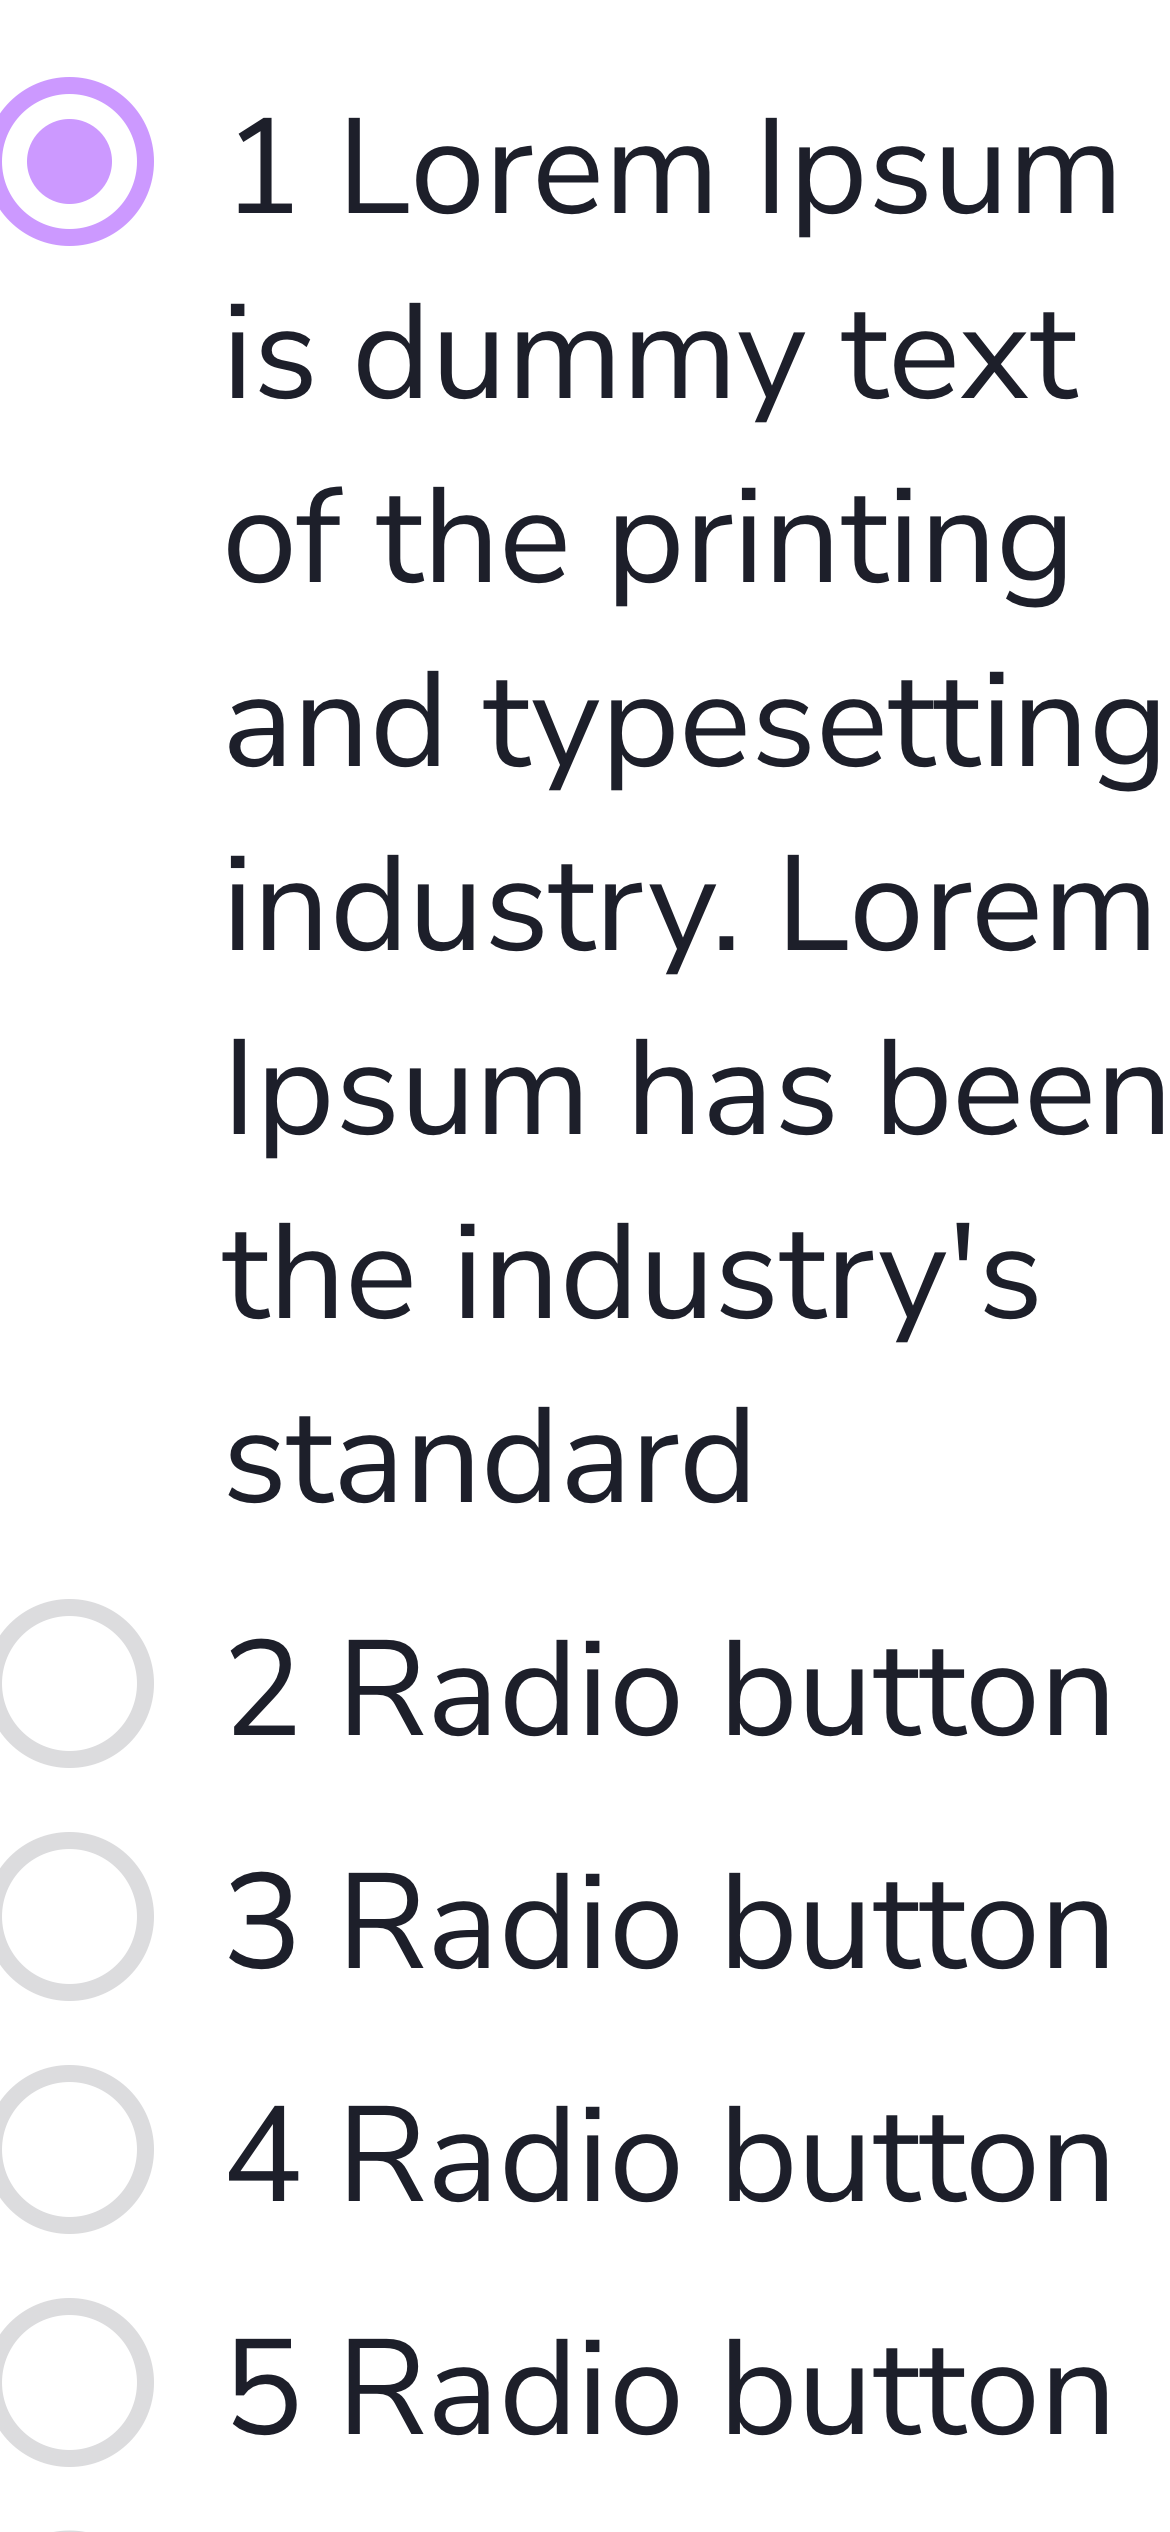 1 Lorem Ipsum
is dummy text
of the printing
and typesetting
industry. Lorem
Ipsum has been
the industry's
standard
2 Radio button
3 Radio button
4 Radio button
5 Radio button